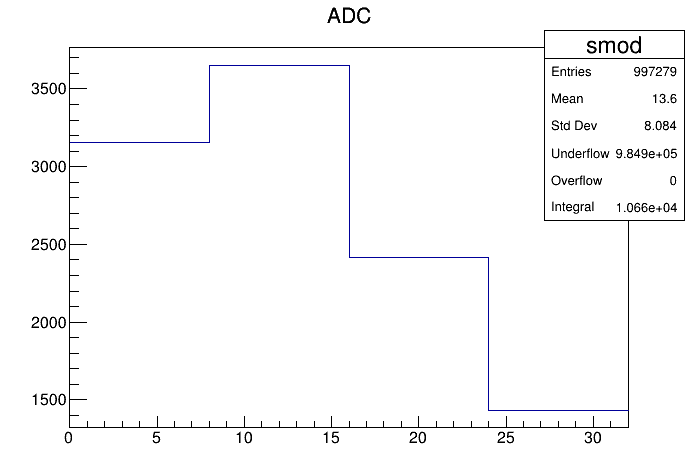 ADC
smod
Entries 997279
Mean 13.6
Std Dev 8.084
Underflow 9.849e+05
Overflow 0
Integral 1.066e+04
3500
3000
2500
2000
1500
0 5 10 15 20 25 30